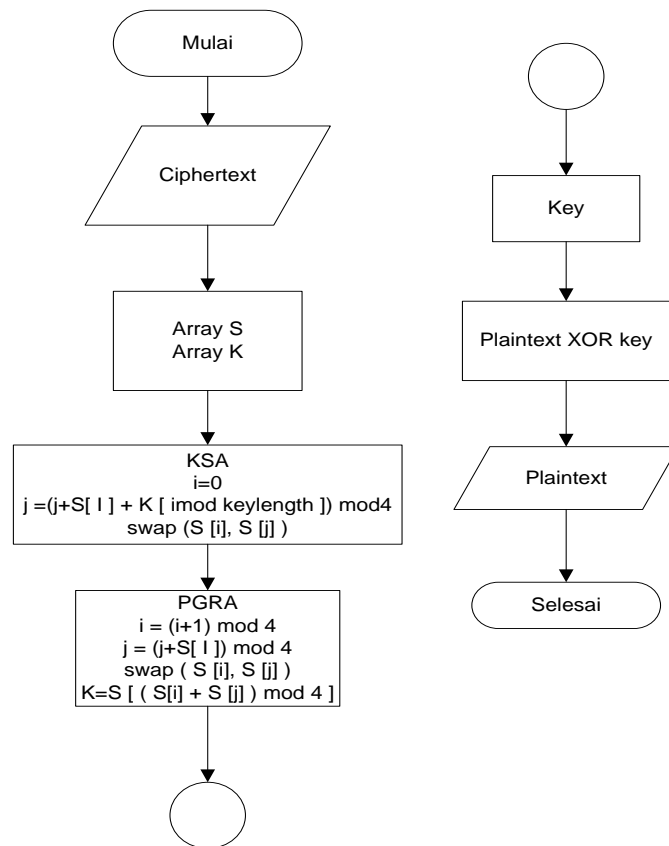 Mulai
Ciphertext
Array S
Array K
KSA
i=0
j =(j+S[ I ] + K [ imod keylength ]) mod4
swap (S [i], S [j] )
PGRA
i = (i+1) mod 4
j = (j+S[ I ]) mod 4
swap ( S [i], S [j] )
K=S [ ( S[i] + S [j] ) mod 4 ]
Key
Plaintext XOR key
Plaintext
Selesai